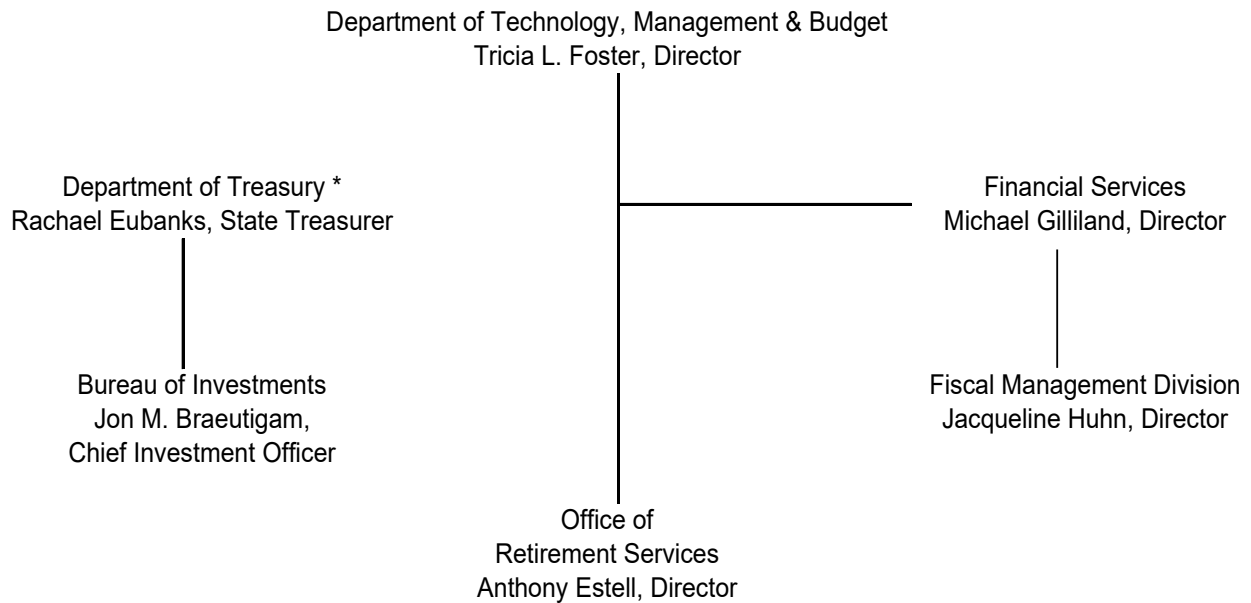 Department of Technology, Management & Budget
Tricia L. Foster, Director
Department of Treasury *
Rachael Eubanks, State Treasurer
Financial Services
Michael Gilliland, Director
Bureau of Investments
Jon M. Braeutigam,
Chief Investment Officer
Fiscal Management Division
Jacqueline Huhn, Director
Office of
Retirement Services
Anthony Estell, Director